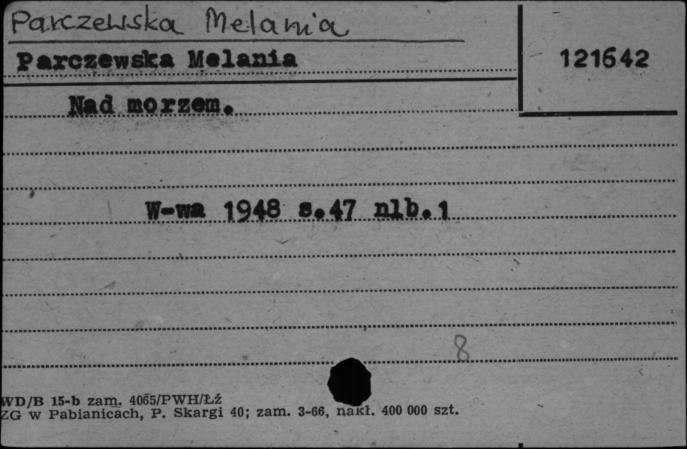 Parczewska Melania
Parczewska Melania
121642
Nad morzem.
W-wa 1948 s.47 nlb.1
8
WD/B 15-b zam. 4065/PWH/Łź
ZG w Pabianicach, P. Skargi 40; zam. 3-66, nakł. 400 000 szt.